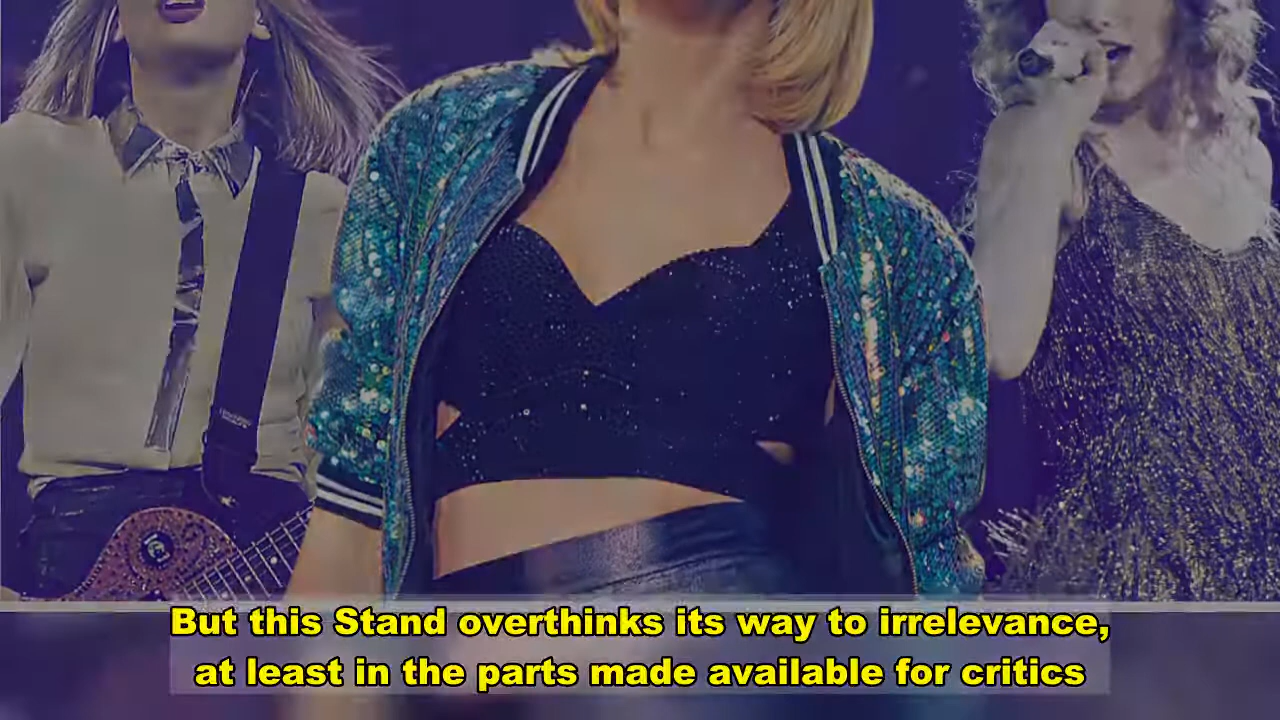 But this Stand overthinks its way to irrelevance,
at least in the parts made available for critics